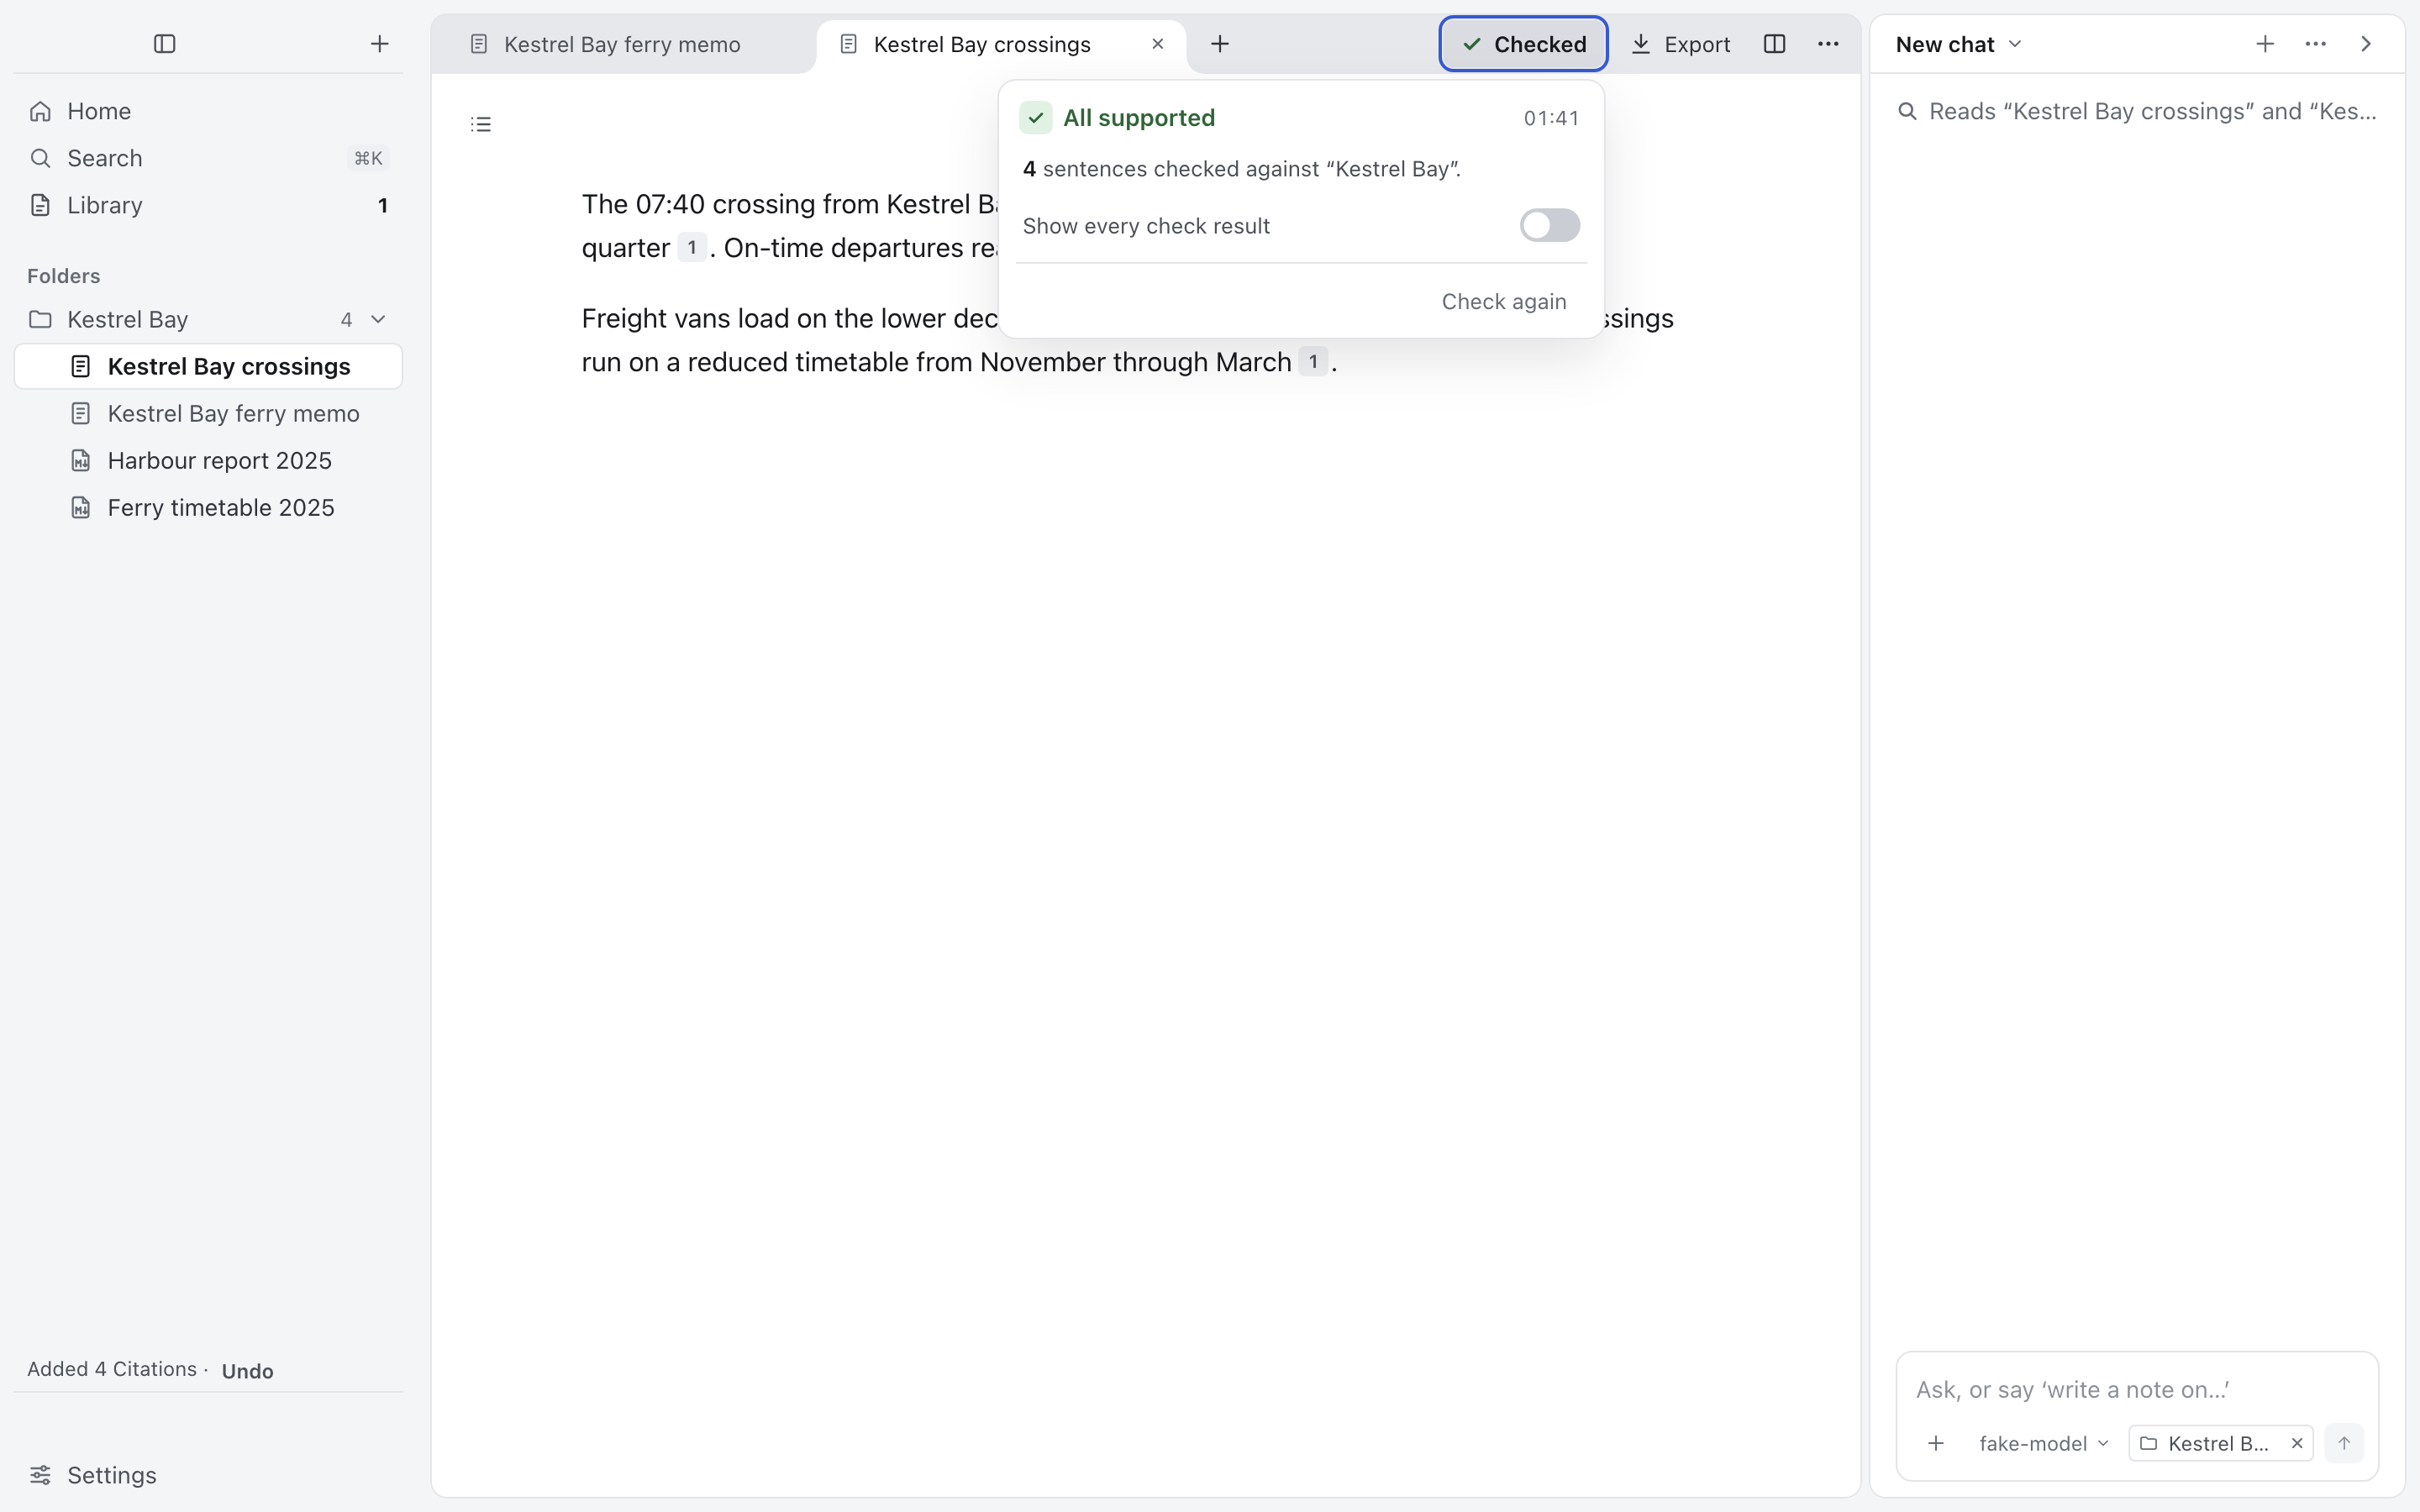 Home
Search ⌘K
Library 1
Folders
Kestrel Bay 4
Kestrel Bay crossings
Kestrel Bay ferry memo
Harbour report 2025
Ferry timetable 2025
Added 4 Citations · Undo
Settings
Kestrel Bay ferry memo
Kestrel Bay crossings
Checked
Export
All supported 01:41
4 sentences checked against “Kestrel Bay”.
Show every check result
Check again
The 07:40 crossing from Kestrel
quarter 1 . On-time departures
Freight vans load on the lower
run on a reduced timetable from November through March 1 .
New chat
Reads “Kestrel Bay crossings” and “Kes...
Ask, or say ‘write a note on...’
fake-model
Kestrel B...